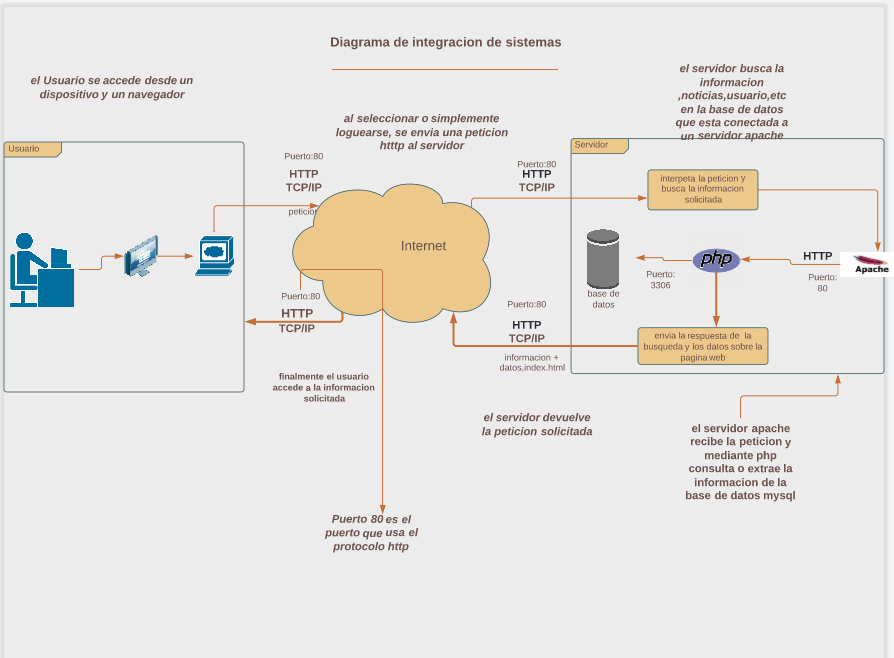 Diagrama de integracion de sistemas
el Usuario se accede desde un
dispositivo y un navegador
al seleccionar o simplemente
loguearse, se envia una peticion
htttp al servidor
el servidor busca la
informacion
,noticias,usuario,etc
en la base de datos
que esta conectada a
un servidor apache
Usuario
Puerto:80
HTTP
TCP/IP
peticion
Internet
Puerto:80
HTTP
TCP/IP
Servidor
interpeta la peticion y
busca la informacion
solicitada
base de
datos
Puerto:
3306
php
HTTP
Puerto:
80
Apache
envia la respuesta de la
busqueda y los datos sobre la
pagina web
Puerto:80
HTTP
TCP/IP
informacion +
datos,index.html
Puerto:80
HTTP
TCP/IP
finalmente el usuario
accede a la informacion
solicitada
el servidor devuelve
la peticion solicitada
el servidor apache
recibe la peticion y
mediante php
consulta o extrae la
informacion de la
base de datos mysql
Puerto 80 es el
puerto que usa el
protocolo http